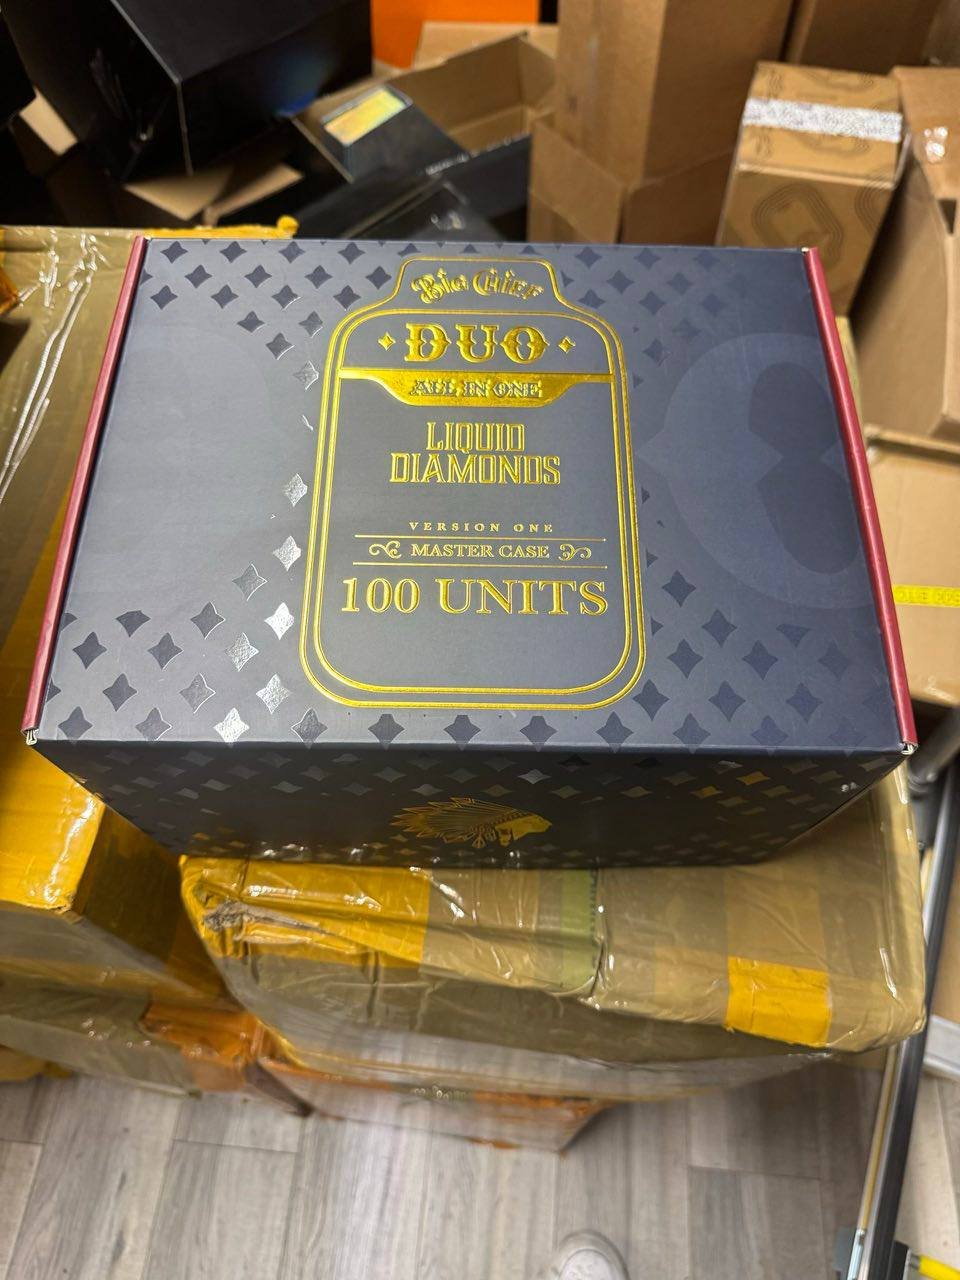 Big Chief
DUO
ALL IN ONE
LIQUID
DIAMONDS
VERSION ONE
MASTER CASE
100 UNITS